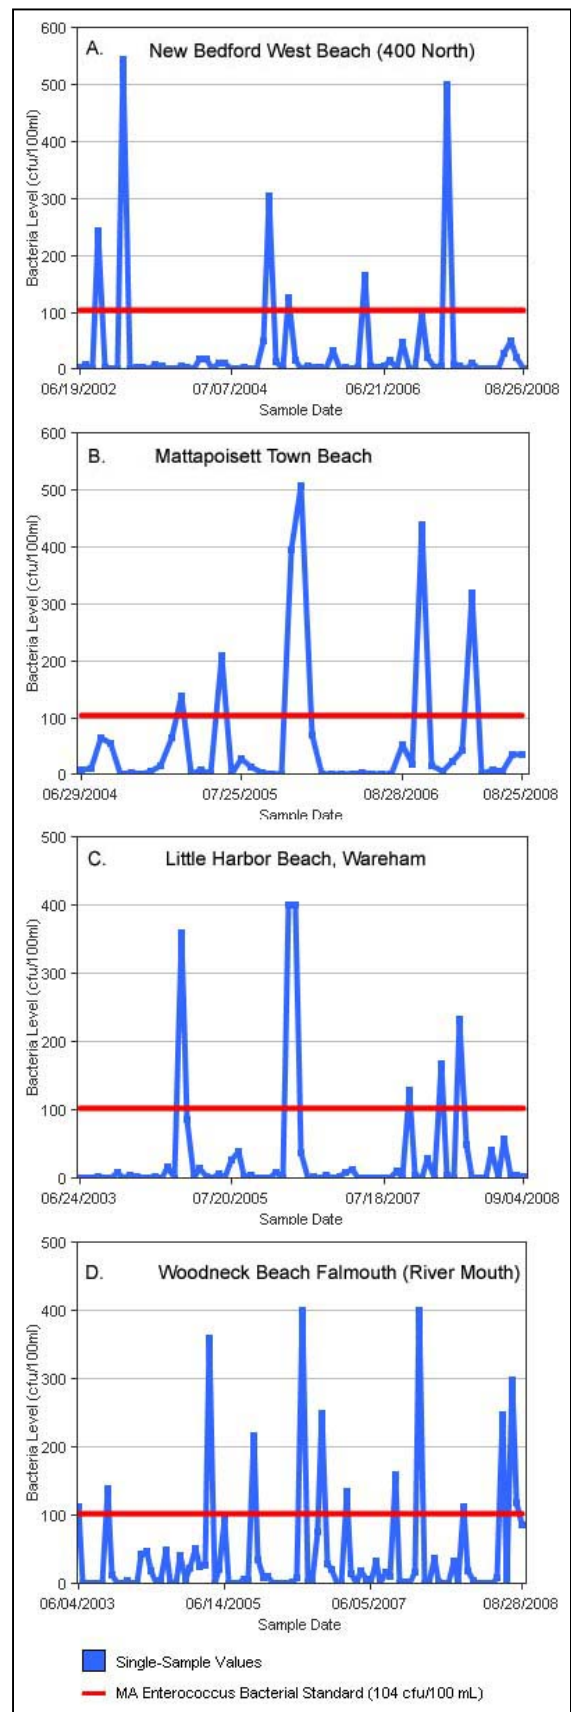 A. New Bedford West Beach (400 North)
600
500
400
300
200
100
0
Bacteria Level (cfu/100ml)
06/19/2002 07/07/2004 06/21/2006 08/26/2008
Sample Date
B. Mattapoisett Town Beach
600
500
400
300
200
100
0
Bacteria Level (cfu/100ml)
06/29/2004 07/25/2005 08/28/2006 08/25/2008
Sample Date
C. Little Harbor Beach, Wareham
500
400
300
200
100
0
Bacteria Level (cfu/100ml)
06/24/2003 07/20/2005 07/18/2007 09/04/2008
Sample Date
D. Woodneck Beach Falmouth (River Mouth)
500
400
300
200
100
0
Bacteria Level (cfu/100ml)
06/04/2003 06/14/2005 06/05/2007 08/28/2008
Sample Date
Single-Sample Values
MA Enterococcus Bacterial Standard (104 cfu/100 mL)